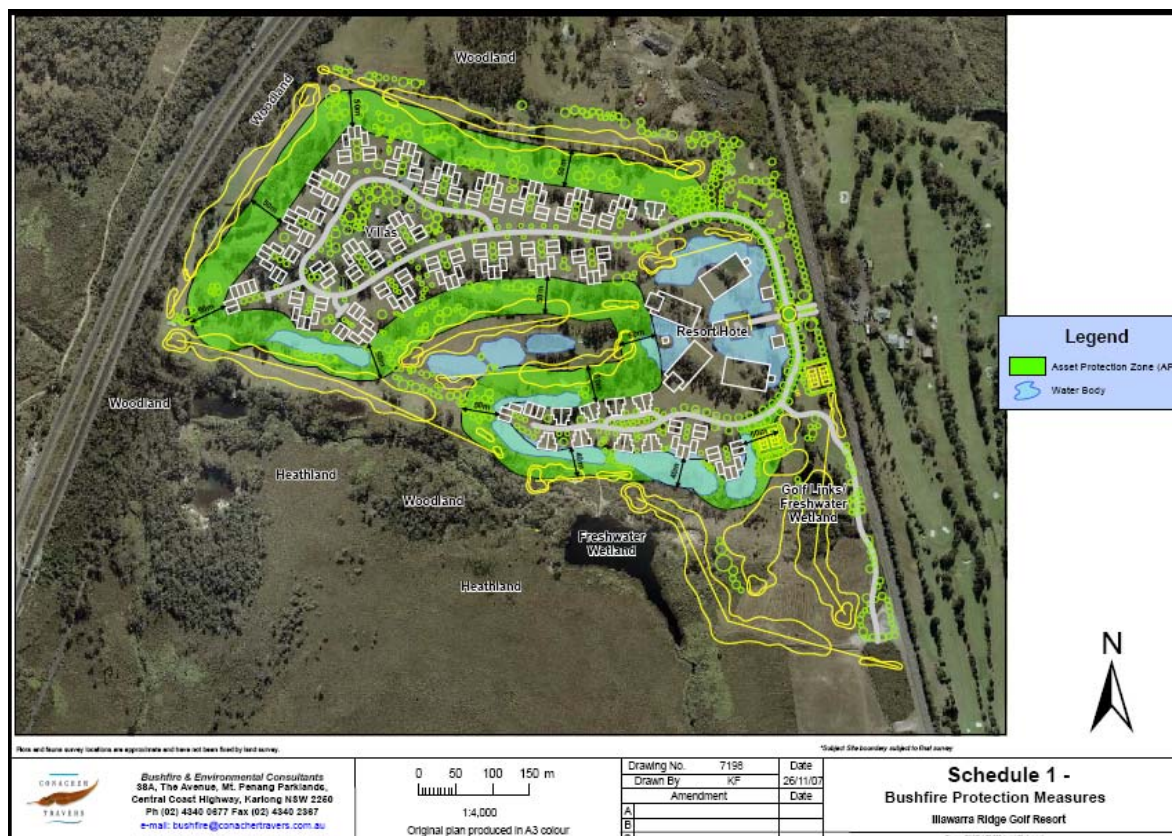 Woodland
Woodland
50m
50m
Villas
Resort Hotel
Woodland
Heathland
Woodland
Golf Links/
Freshwater
Wetland
Freshwater
Wetland
Heathland
Legend
Asset Protection Zone (AP
Water Body
N
Flora and fauna survey locations are approximate and have not been fixed by land survey.
*Subject Site boundary subject to final survey
CONACHER
TRAVERS
Bushfire & Environmental Consultants
38A, The Avenue, Mt. Penang Parklands,
Central Coast Highway, Kariong NSW 2250
Ph (02) 4340 0677 Fax (02) 4340 2367
e-mail: bushfire@conachertravers.com.au
0 50 100 150 m
1:4,000
Original plan produced in A3 colour
Drawing No. 7198 Date
Drawn By KF 26/11/07
Amendment Date
A
B
Schedule 1 -
Bushfire Protection Measures
Illawarra Ridge Golf Resort